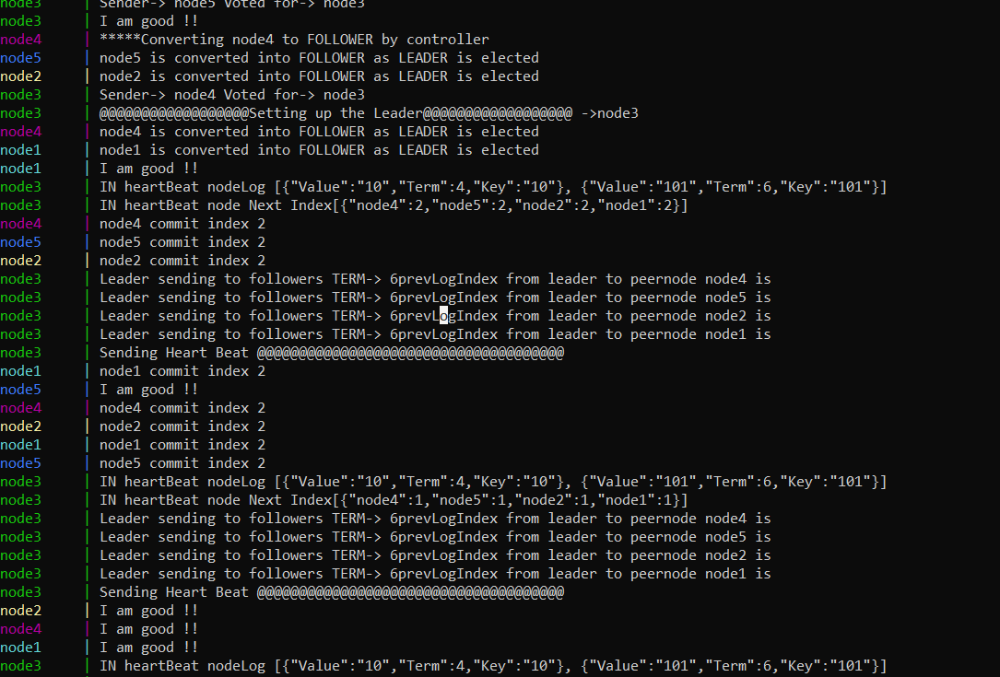 node3 | Sender-> node5 Voted for-> node3
node3 | I am good !!
node4 | *****Converting node4 to FOLLOWER by controller
node5 | node5 is converted into FOLLOWER as LEADER is elected
node2 | node2 is converted into FOLLOWER as LEADER is elected
node3 | Sender-> node4 Voted for-> node3
node3 | @@@@@@@@@@@@@@@@@@Setting up the Leader@@@@@@@@@@@@@@@@@@ ->node3
node4 | node4 is converted into FOLLOWER as LEADER is elected
node1 | node1 is converted into FOLLOWER as LEADER is elected
node1 | I am good !!
node3 | IN heartBeat nodeLog [{"Value":"10","Term":4,"Key":"10"}, {"Value":"101","Term":6,"Key":"101"}]
node3 | IN heartBeat node Next Index[{"node4":2,"node5":2,"node2":2,"node1":2}]
node4 | node4 commit index 2
node5 | node5 commit index 2
node2 | node2 commit index 2
node3 | Leader sending to followers TERM-> 6prevLogIndex from leader to peernode node4 is
node3 | Leader sending to followers TERM-> 6prevLogIndex from leader to peernode node5 is
node3 | Leader sending to followers TERM-> 6prevLogIndex from leader to peernode node2 is
node3 | Leader sending to followers TERM-> 6prevLogIndex from leader to peernode node1 is
node3 | Sending Heart Beat @@@@@@@@@@@@@@@@@@@@@@@@@@@@@@@@@@@@@
node1 | node1 commit index 2
node5 | I am good !!
node4 | node4 commit index 2
node2 | node2 commit index 2
node1 | node1 commit index 2
node5 | node5 commit index 2
node3 | IN heartBeat nodeLog [{"Value":"10","Term":4,"Key":"10"}, {"Value":"101","Term":6,"Key":"101"}]
node3 | IN heartBeat node Next Index[{"node4":1,"node5":1,"node2":1,"node1":1}]
node3 | Leader sending to followers TERM-> 6prevLogIndex from leader to peernode node4 is
node3 | Leader sending to followers TERM-> 6prevLogIndex from leader to peernode node5 is
node3 | Leader sending to followers TERM-> 6prevLogIndex from leader to peernode node2 is
node3 | Leader sending to followers TERM-> 6prevLogIndex from leader to peernode node1 is
node3 | Sending Heart Beat @@@@@@@@@@@@@@@@@@@@@@@@@@@@@@@@@@@@@
node2 | I am good !!
node4 | I am good !!
node1 | I am good !!
node3 | IN heartBeat nodeLog [{"Value":"10","Term":4,"Key":"10"}, {"Value":"101","Term":6,"Key":"101"}]